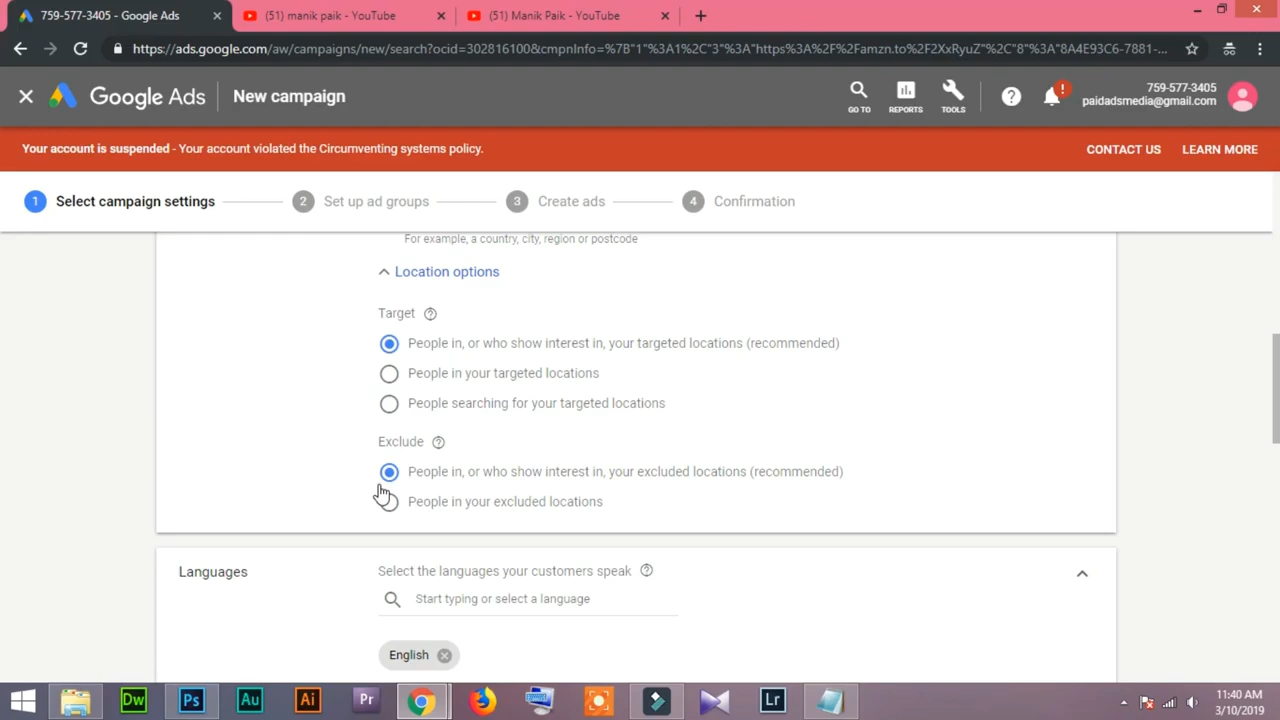 759-577-3405 - Google Ads
(51) manik paik - YouTube
(51) Manik Paik - YouTube
https://ads.google.com/aw/campaigns/new/search?ocid=302816100&cmpnInfo=%7B"1"%3A1%2C"3"%3A"https%3A%2F%2Famzn.to%2F2XxRyuZ"%2C"8"%3A"8A4E93C6-7881-...
Google Ads
New campaign
GO TO
REPORTS
TOOLS
759-577-3405
paidadsmedia@gmail.com
Your account is suspended - Your account violated the Circumventing systems policy.
CONTACT US
LEARN MORE
1 Select campaign settings
2 Set up ad groups
3 Create ads
4 Confirmation
For example, a country, city, region or postcode
Location options
Target
People in, or who show interest in, your targeted locations (recommended)
People in your targeted locations
People searching for your targeted locations
Exclude
People in, or who show interest in, your excluded locations (recommended)
People in your excluded locations
Languages
Select the languages your customers speak
Start typing or select a language
English
Dw
Ps
Au
Ai
Pr
Lr
11:40 AM
3/10/2019